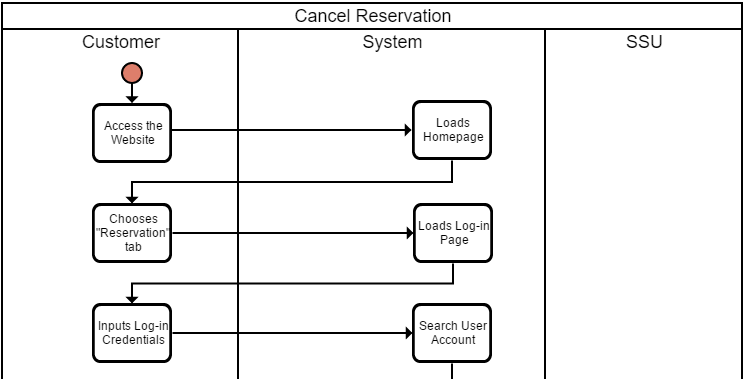 Cancel Reservation
Customer
System
SSU
Access the
Website
Loads
Homepage
Chooses
"Reservation"
tab
Loads Log-in
Page
Inputs Log-in
Credentials
Search User
Account